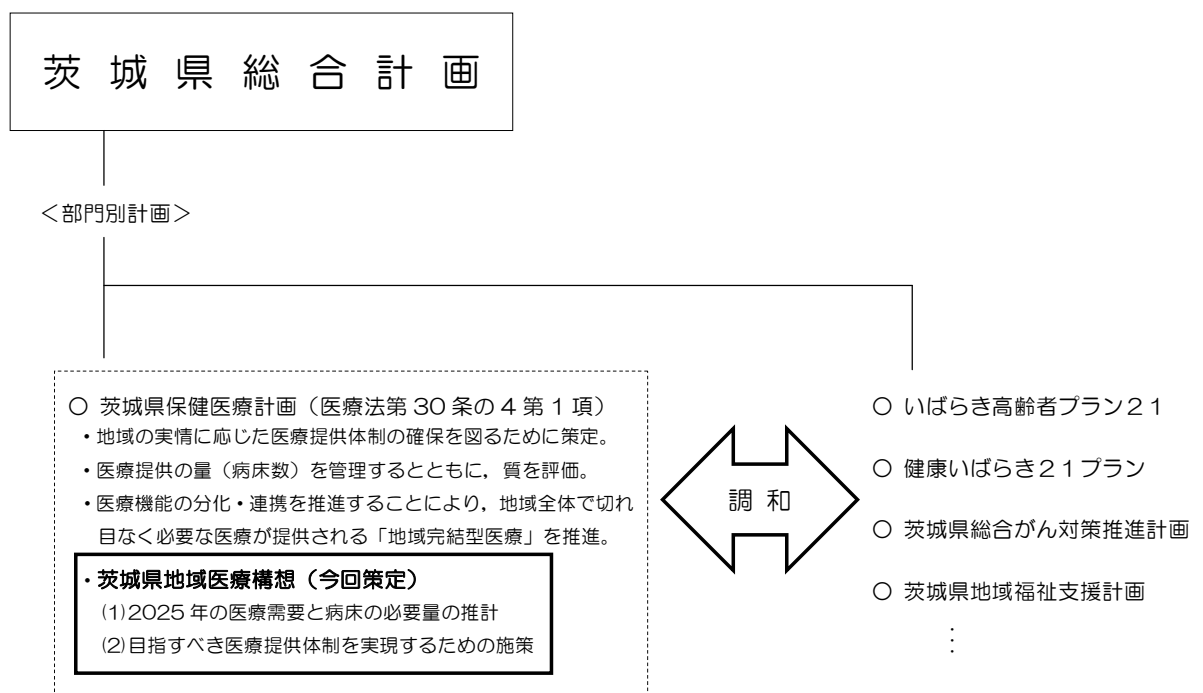 茨城県総合計画
＜部門別計画＞
○ 茨城県保健医療計画（医療法第30条の4第1項）
・地域の実情に応じた医療提供体制の確保を図るために策定。
・医療提供の量（病床数）を管理するとともに，質を評価。
・医療機能の分化・連携を推進することにより，地域全体で切れ
目なく必要な医療が提供される「地域完結型医療」を推進。
・茨城県地域医療構想（今回策定）
(1)2025年の医療需要と病床の必要量の推計
(2)目指すべき医療提供体制を実現するための施策
調 和
○ いばらき高齢者プラン２１
○ 健康いばらき２１プラン
○ 茨城県総合がん対策推進計画
○ 茨城県地域福祉支援計画
⋮